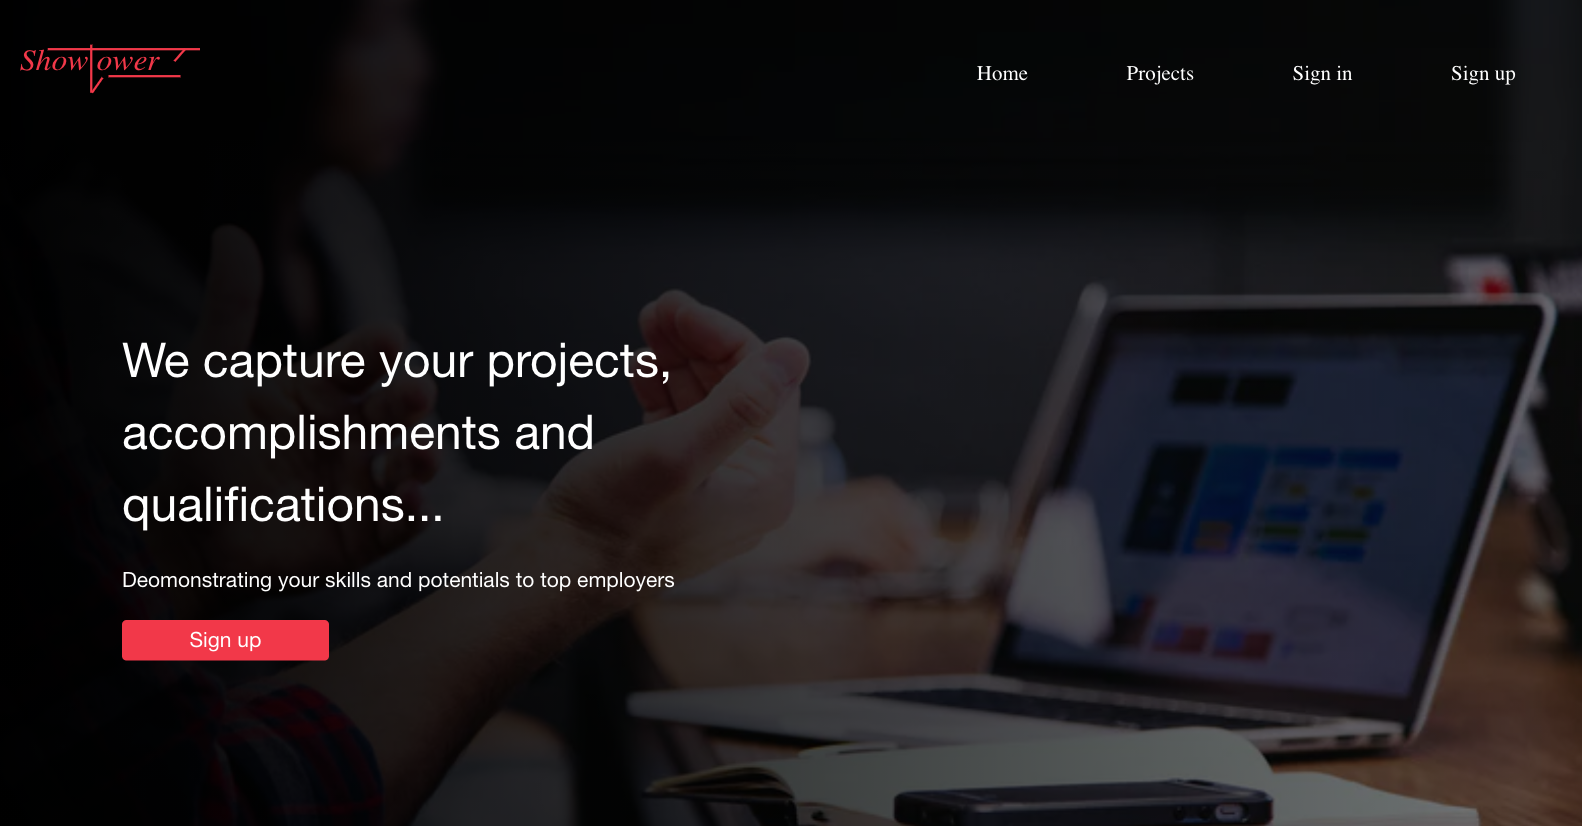 ShowTower
Home Projects Sign in Sign up
We capture your projects,
accomplishments and
qualifications...
Deomonstrating your skills and potentials to top employers
Sign up